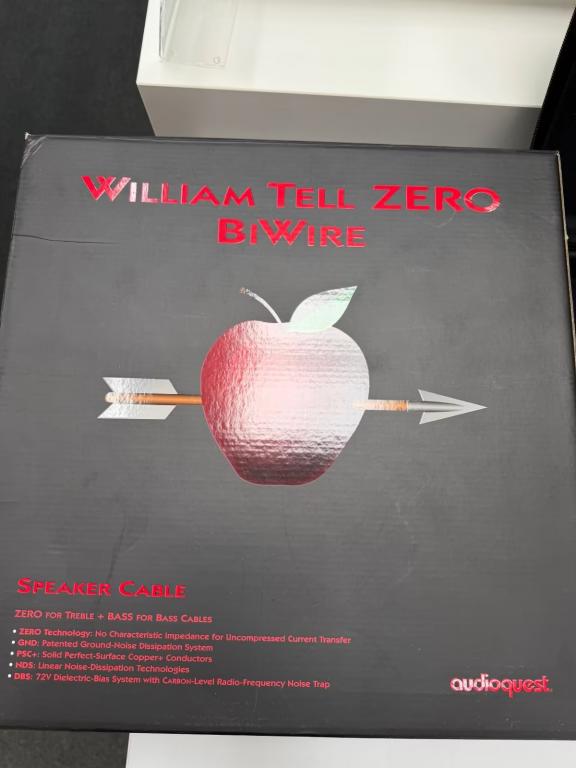 WILLIAM TELL ZERO
BIWIRE
SPEAKER CABLE
ZERO FOR TREBLE + BASS FOR BASS CABLES
• ZERO Technology: No Characteristic Impedance for Uncompressed Current Transfer
• GND: Patented Ground-Noise Dissipation System
• PSC+: Solid Perfect-Surface Copper+ Conductors
• NDS: Linear Noise-Dissipation Technologies
• DBS: 72V Dielectric-Bias System with CARBON-Level Radio-Frequency Noise Trap
audioquest